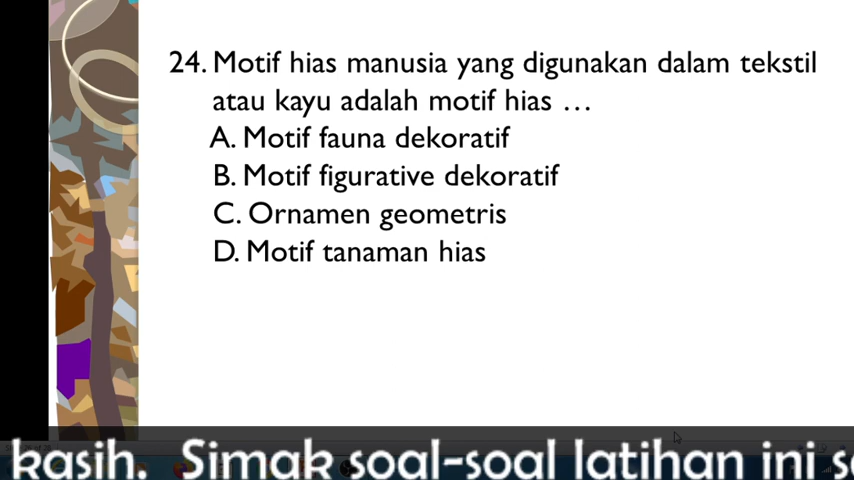 24. Motif hias manusia yang digunakan dalam tekstil
atau kayu adalah motif hias ...
A. Motif fauna dekoratif
B. Motif figurative dekoratif
C. Ornamen geometris
D. Motif tanaman hias
kasih. Simak soal-soal latihan ini